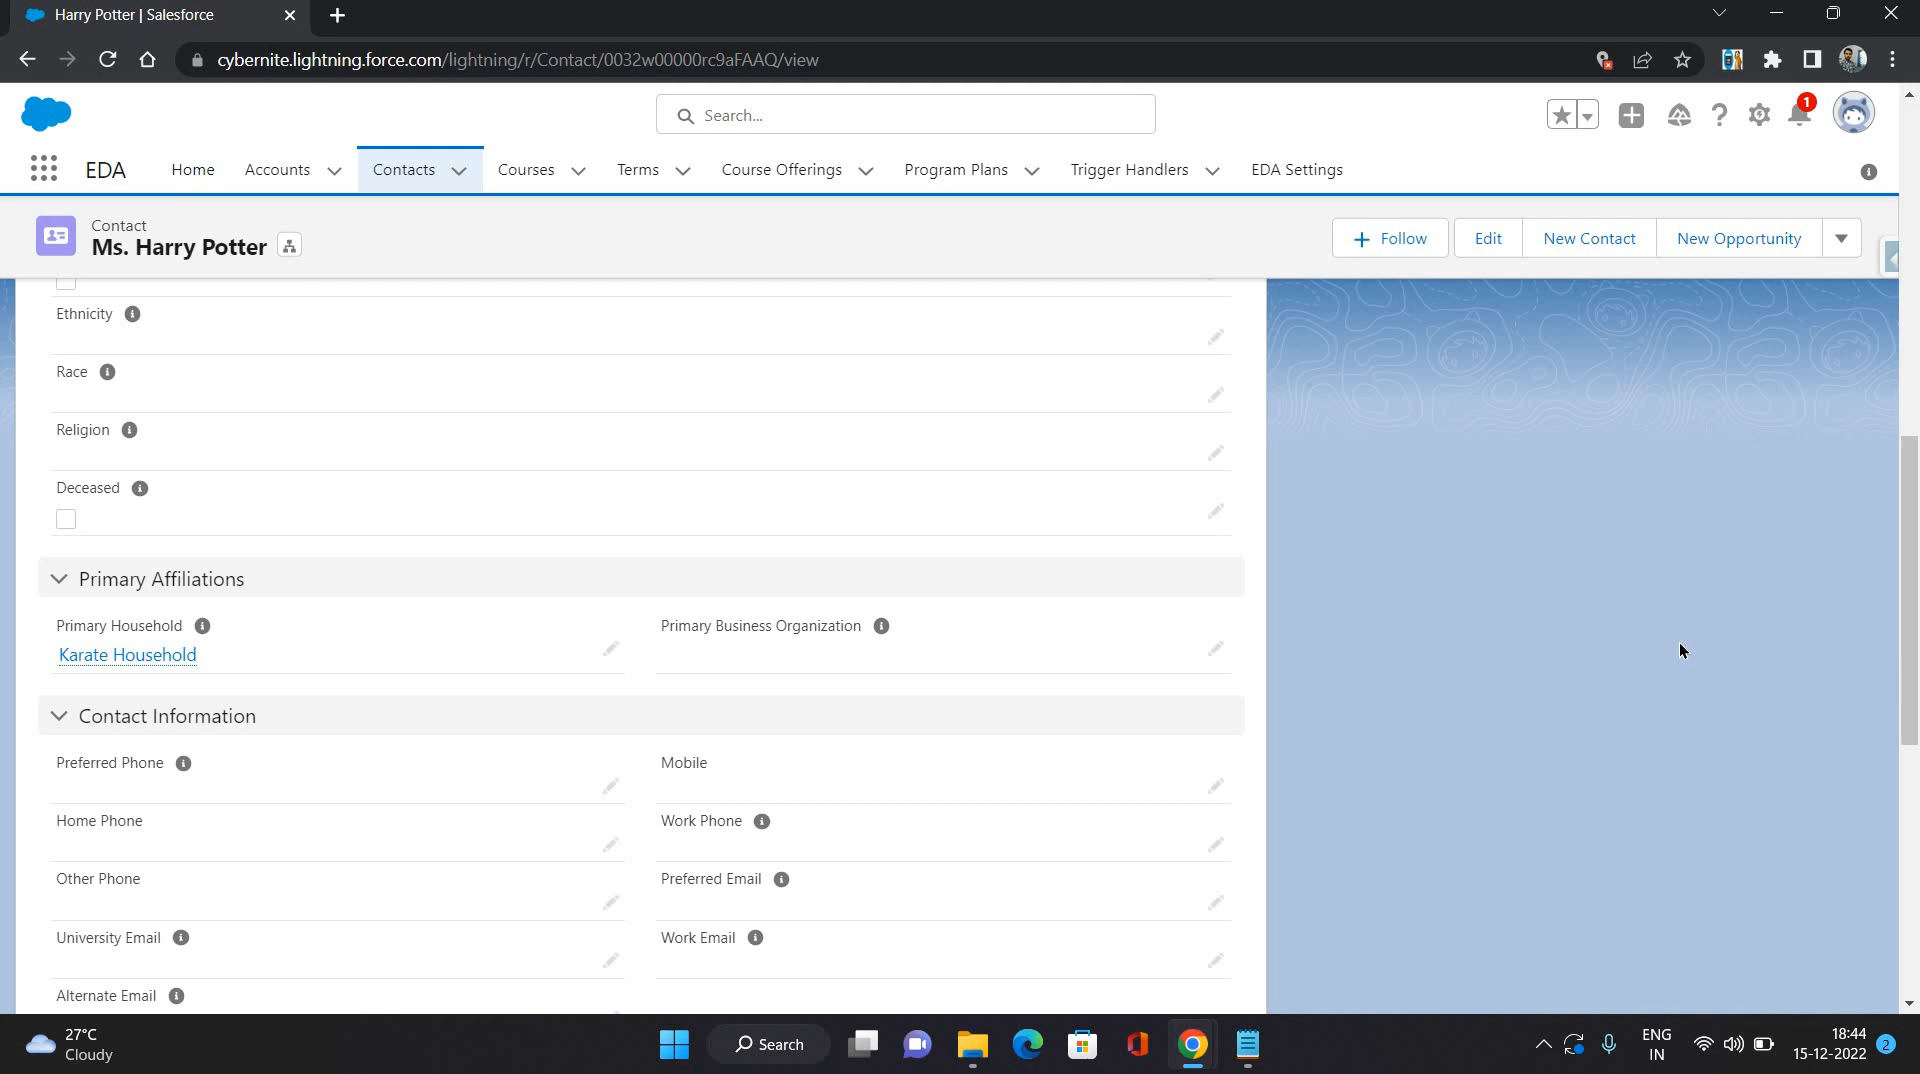 Harry Potter | Salesforce
cybernite.lightning.force.com/lightning/r/Contact/0032w00000rc9aFAAQ/view
Search...
1
EDA Home Accounts Contacts Courses Terms Course Offerings Program Plans Trigger Handlers EDA Settings
Contact
Ms. Harry Potter
Follow Edit New Contact New Opportunity
Ethnicity
Race
Religion
Deceased
Primary Affiliations
Primary Household Primary Business Organization
Karate Household
Contact Information
Preferred Phone Mobile
Home Phone Work Phone
Other Phone Preferred Email
University Email Work Email
Alternate Email
27°C
Cloudy
Search
ENG
IN
18:44
15-12-2022
2